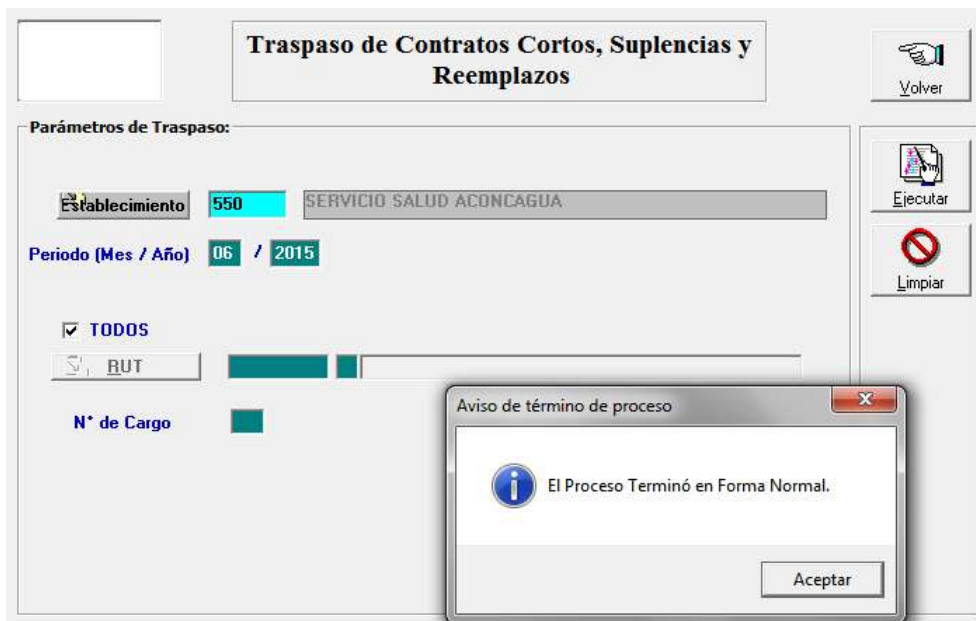 Traspaso de Contratos Cortos, Suplencias y
Reemplazos
Volver
Parámetros de Traspaso:
Establecimiento 550 SERVICIO SALUD ACONCAGUA
Ejecutar
Periodo (Mes / Año) 06 / 2015
Limpiar
TODOS
RUT
N° de Cargo
Aviso de término de proceso
El Proceso Terminó en Forma Normal.
Aceptar